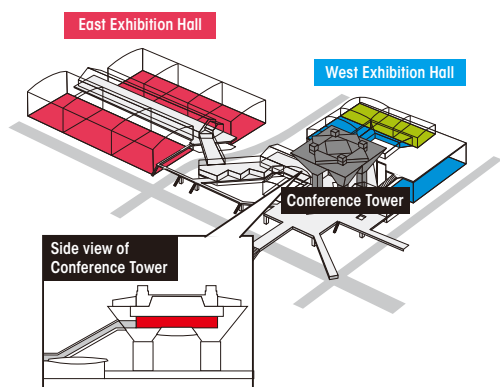 East Exhibition Hall
West Exhibition Hall
Conference Tower
Side view of
Conference Tower